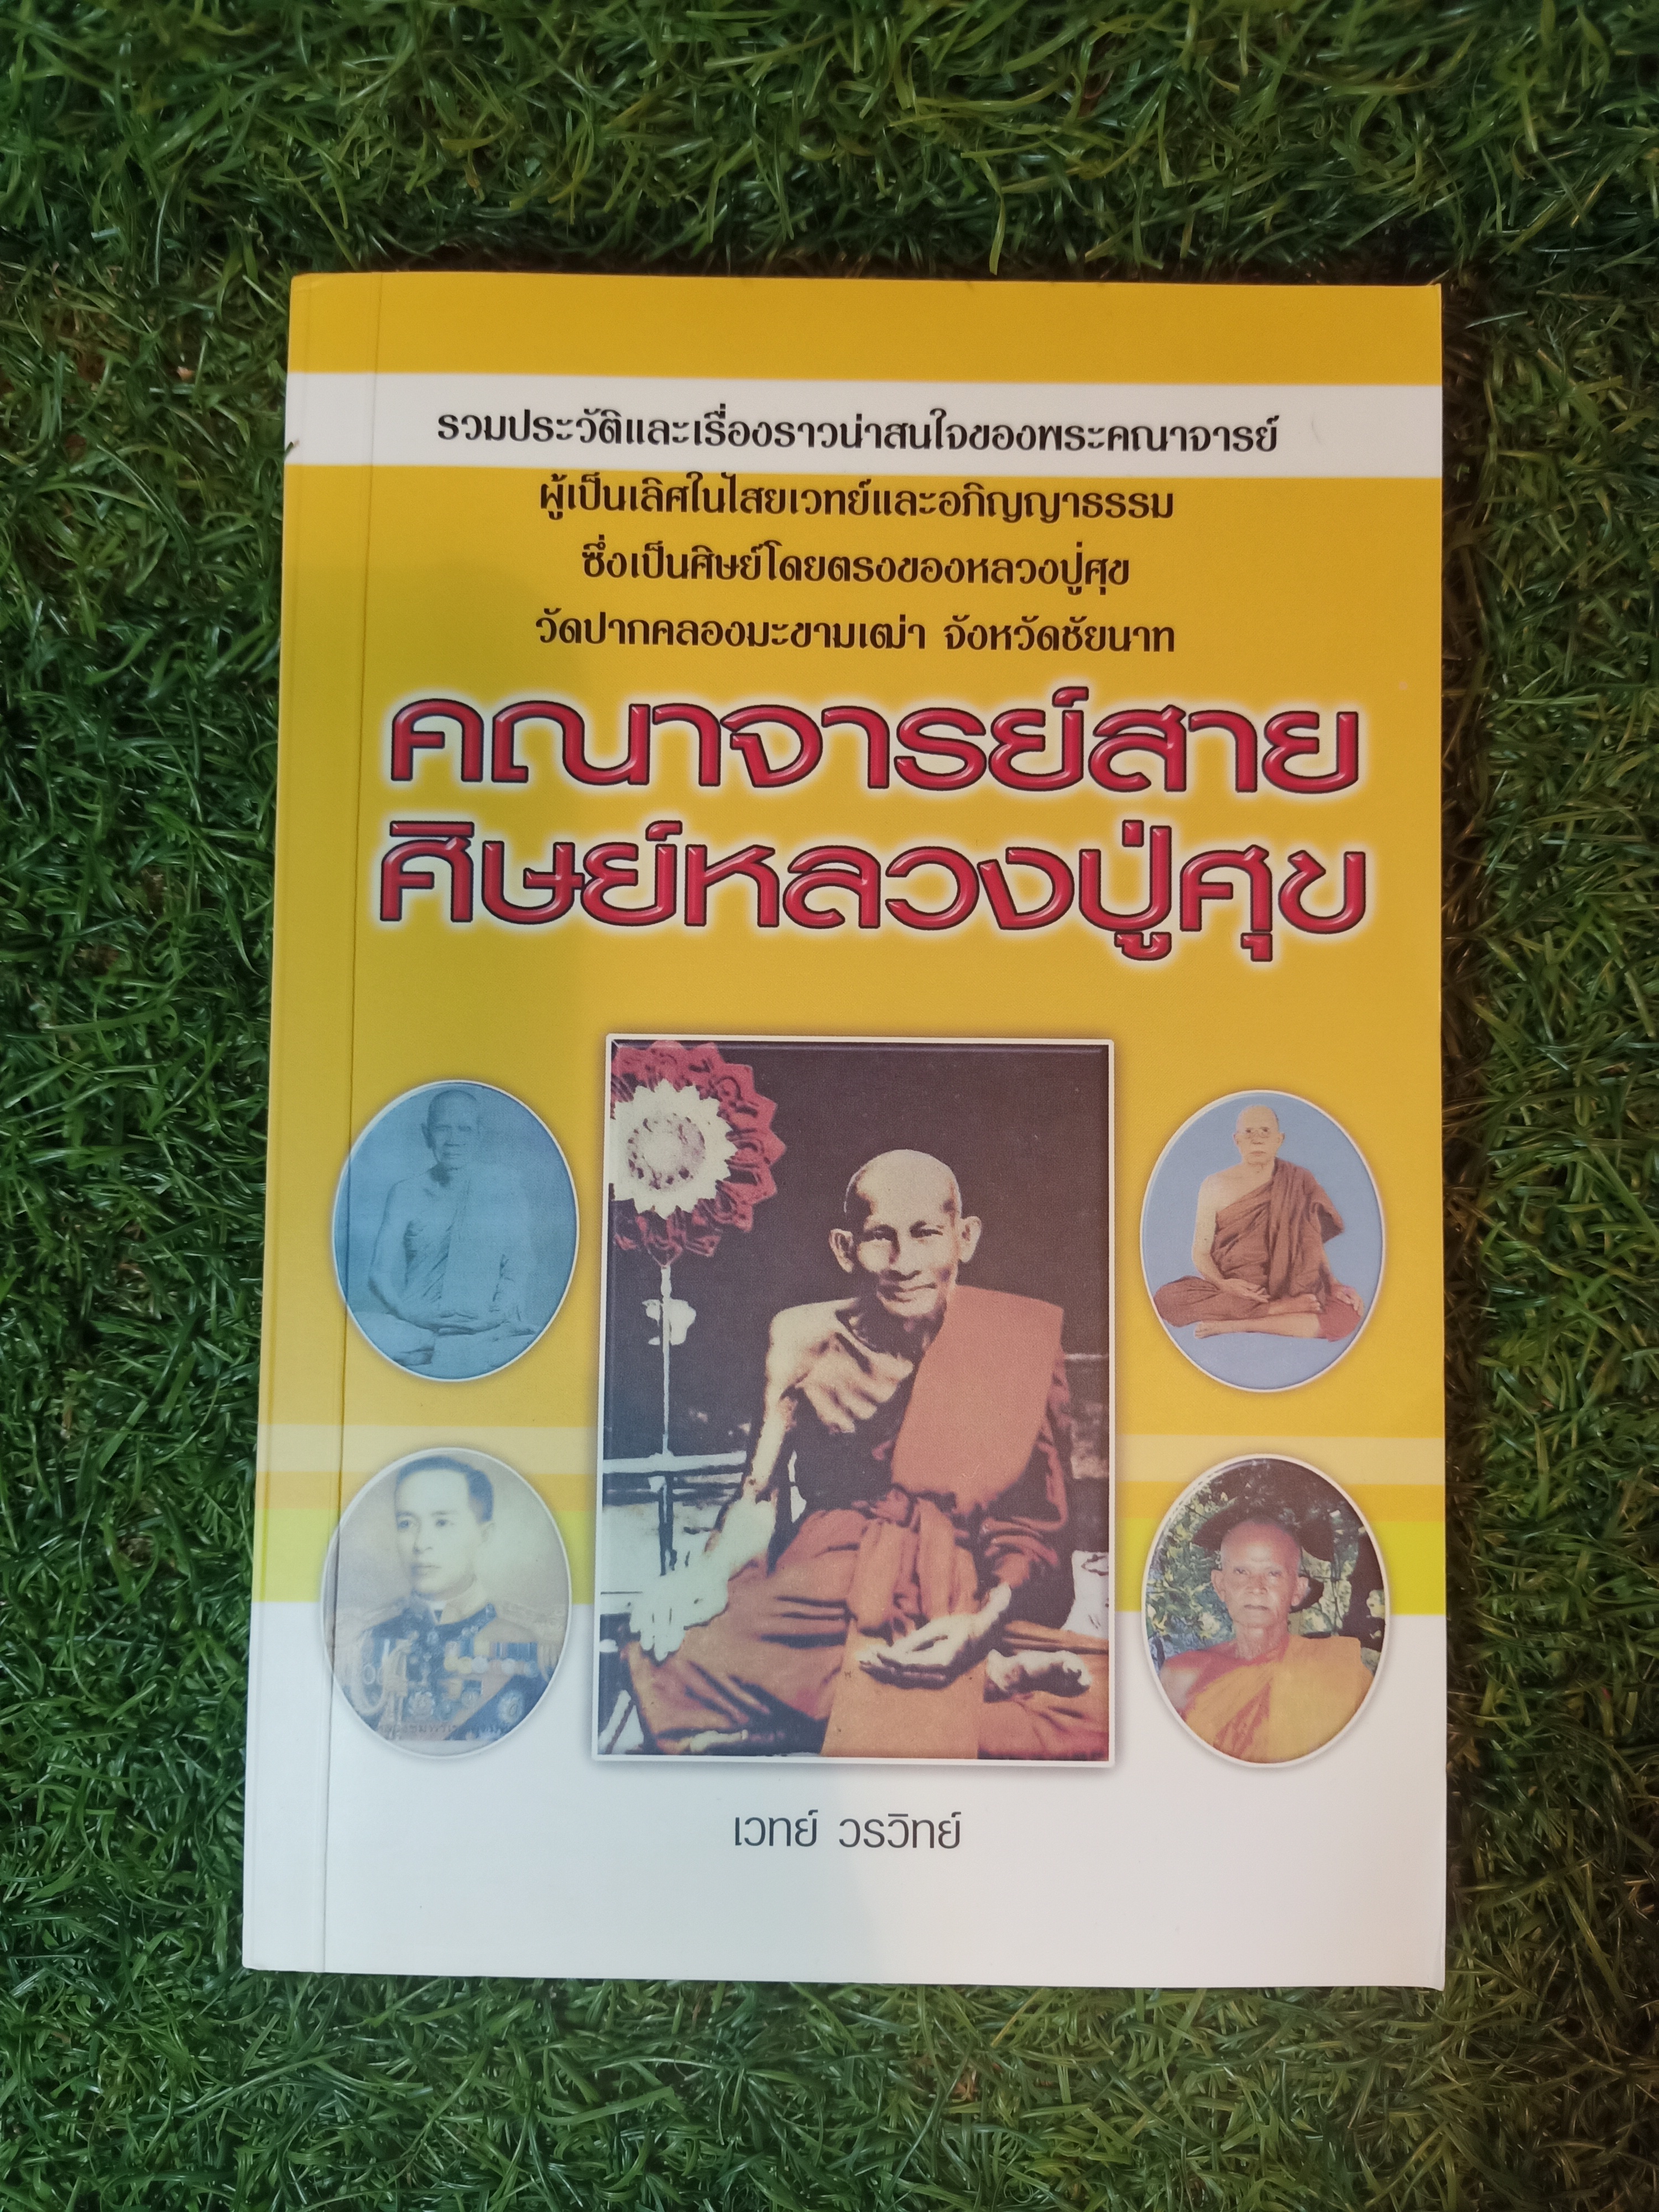 รวมประวัติและเรื่องราวน่าสนใจของพระคณาจารย์
ผู้เป็นเลิศในไสยเวทย์และอภิญญาธรรม
ซึ่งเป็นศิษย์โดยตรงของหลวงปู่ศุข
วัดปากคลองมะขามเฒ่า จังหวัดชัยนาท
คณาจารย์สาย
ศิษย์หลวงปู่ศุข
เวทย์ วรวิทย์